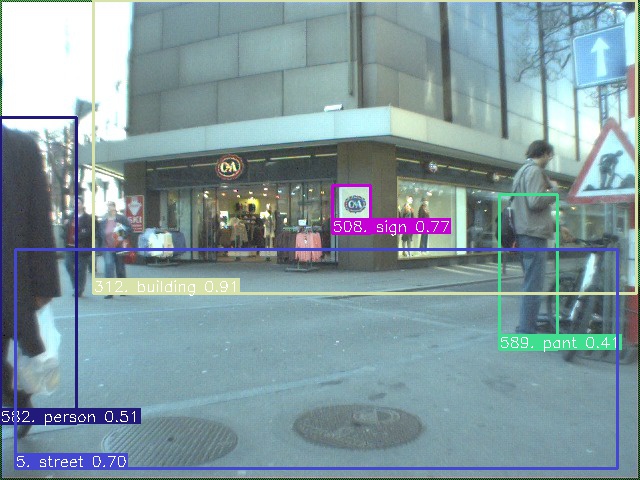 C&A
C&A
508. sign 0.77
SKI
312. building 0.91
589. pant 0.41
582. person 0.51
5. street 0.70